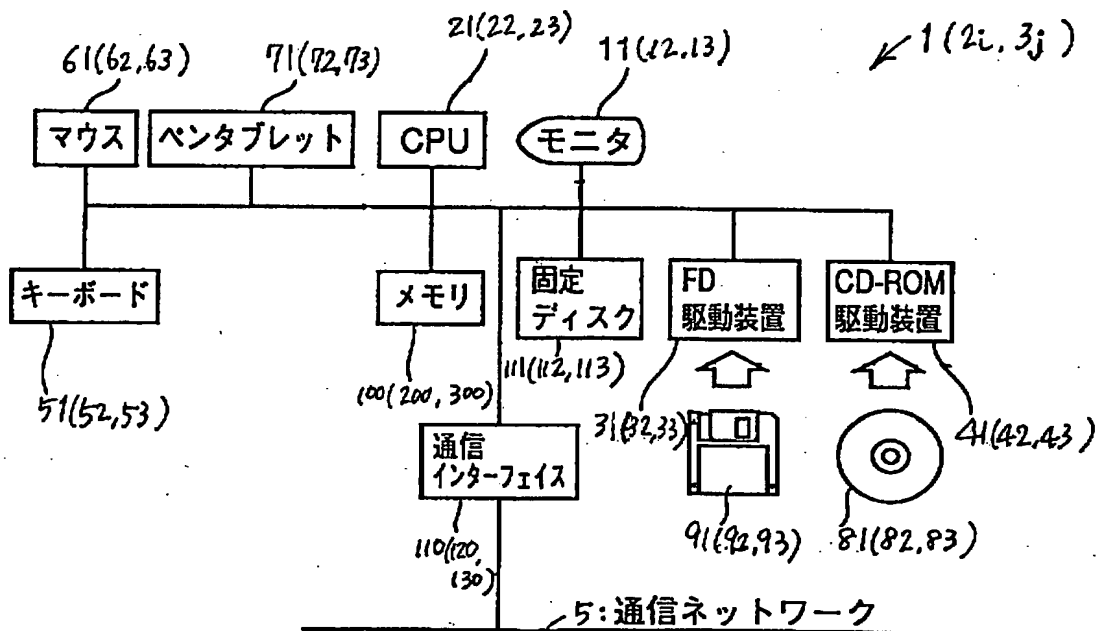 61(62,63)
71(72,73)
21(22,23)
11(12,13)
1(2i,3j)
マウス
ペンタブレット
CPU
モニタ
キーボード
メモリ
固定
ディスク
FD
駆動装置
CD-ROM
駆動装置
51(52,53)
100(200,300)
111(112,113)
31(32,33)
41(42,43)
通信
インターフェイス
110(120,
130)
91(92,93)
81(82,83)
5:通信ネットワーク